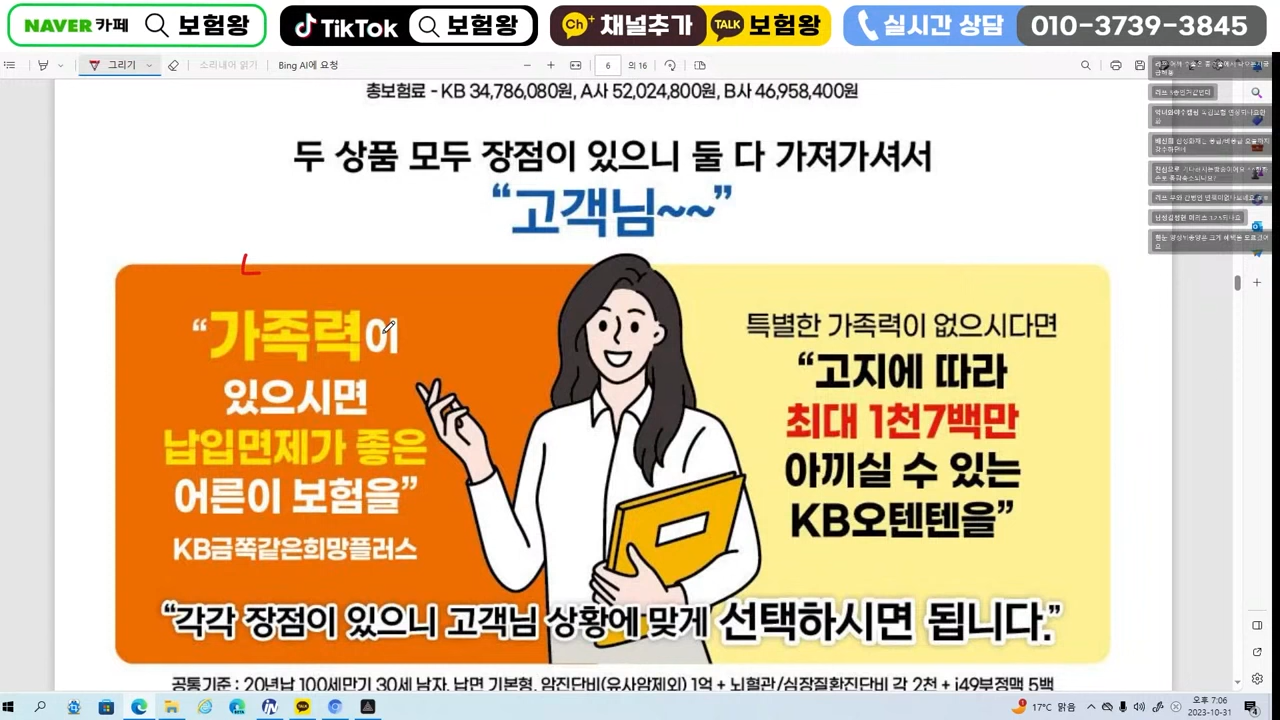 NAVER 카페 보험왕
TikTok 보험왕
Ch+ 채널추가 TALK 보험왕
실시간 상담 010-3739-3845
그리기 소리내어 읽기 Bing AI에 요청 6 의 16
총보험료 - KB 34,786,080원, A사 52,024,800원, B사 46,958,400원
두 상품 모두 장점이 있으니 둘 다 가져가셔서
“고객님~~”
“가족력이
있으시면
납입면제가 좋은
어른이 보험을”
KB금쪽같은희망플러스
특별한 가족력이 없으시다면
“고지에 따라
최대 1천7백만
아끼실 수 있는
KB오텐텐을”
“각각 장점이 있으니 고객님 상황에 맞게 선택하시면 됩니다.”
공통기준 : 20년납 100세만기 30세 남자, 납면 기본형, 암진단비(유사암제외) 1억 + 뇌혈관/심장질환진단비 각 2천 + i49부정맥 5백
17°C 맑음
오후 7:06
2023-10-31